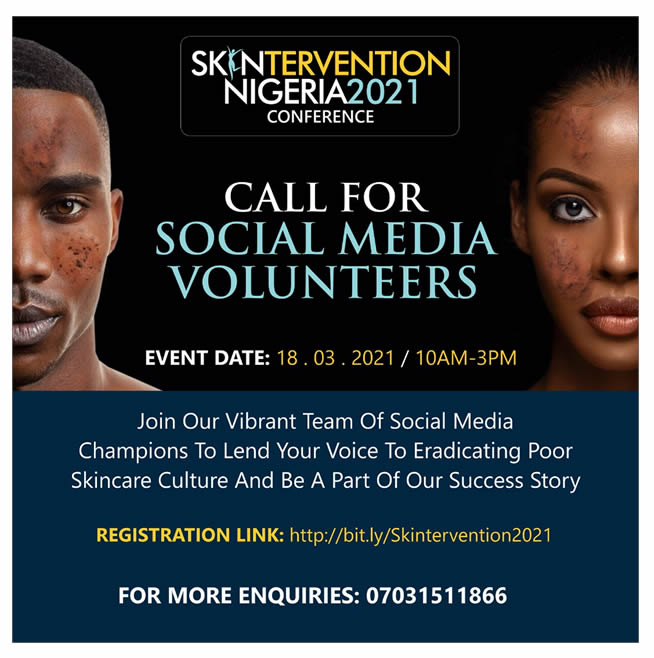 SKINTERVENTION
NIGERIA2021
CONFERENCE
CALL FOR
SOCIAL MEDIA
VOLUNTEERS
EVENT DATE: 18 . 03 . 2021 / 10AM-3PM
Join Our Vibrant Team Of Social Media
Champions To Lend Your Voice To Eradicating Poor
Skincare Culture And Be A Part Of Our Success Story
REGISTRATION LINK: http://bit.ly/Skintervention2021
FOR MORE ENQUIRIES: 07031511866